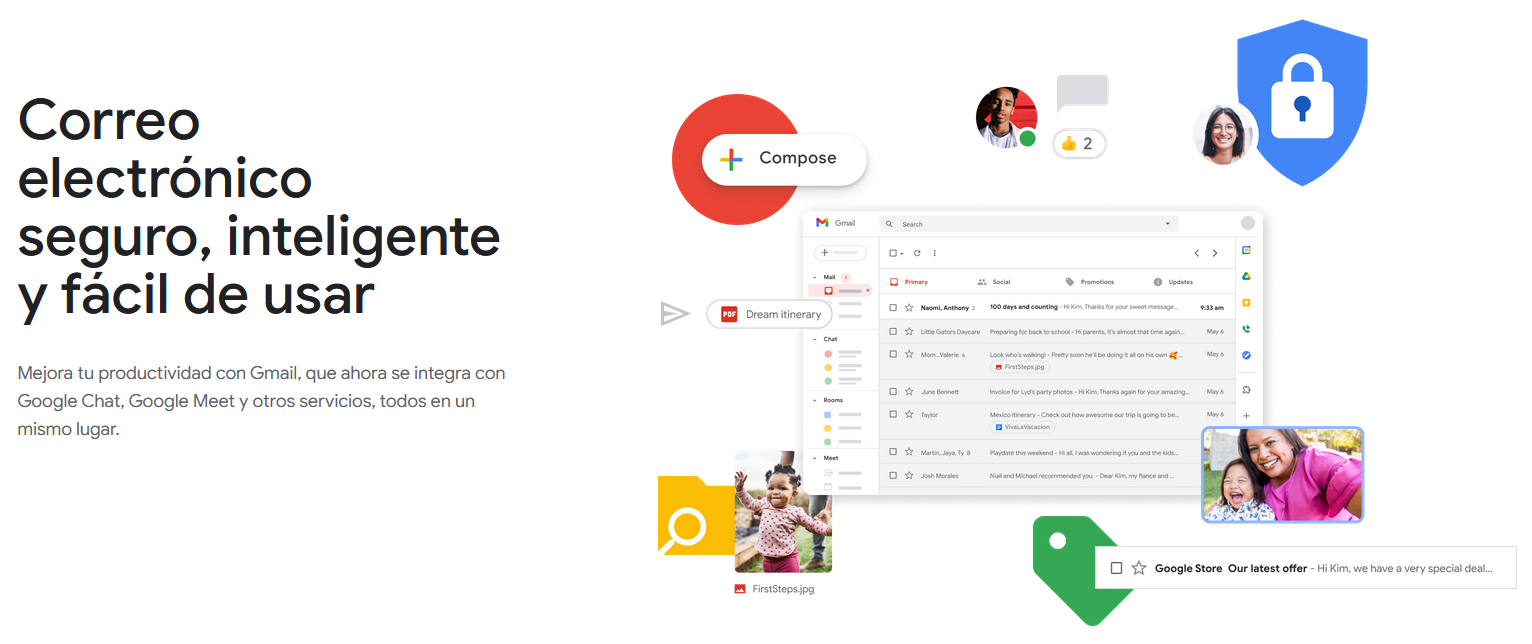 Correo
electrónico
seguro, inteligente
y fácil de usar
Mejora tu productividad con Gmail, que ahora se integra con
Google Chat, Google Meet y otros servicios, todos en un
mismo lugar.
Compose
👍 2
Gmail
Search
Mail 1
Primary Social Promotions Updates
Naomi, Anthony 2 100 days and counting - Hi Kim, Thanks for your sweet message... 9:33 am
PDF Dream itinerary
Little Gators Daycare Preparing for back to school - Hi parents, It's almost that time again... May 6
Chat
Mom...Valerie 6 Look who's walking! - Pretty soon he'll be doing it all on his own 🥰 ... May 6
FirstSteps.jpg
June Bennett Invoice for Lyd's party photos - Hi Kim, Thanks again for your amazing... May 6
Rooms
Taylor Mexico itinerary - Check out how awesome our trip is going to be... May 6
VivaLaVacacion
Martin, Jaya, Ty 8 Playdate this weekend - Hi all, I was wondering if you and the kids...
Meet
Josh Morales Niall and Michael recommended you - Dear Kim, my fiance and ...
Google Store Our latest offer - Hi Kim, we have a very special deal...
FirstSteps.jpg